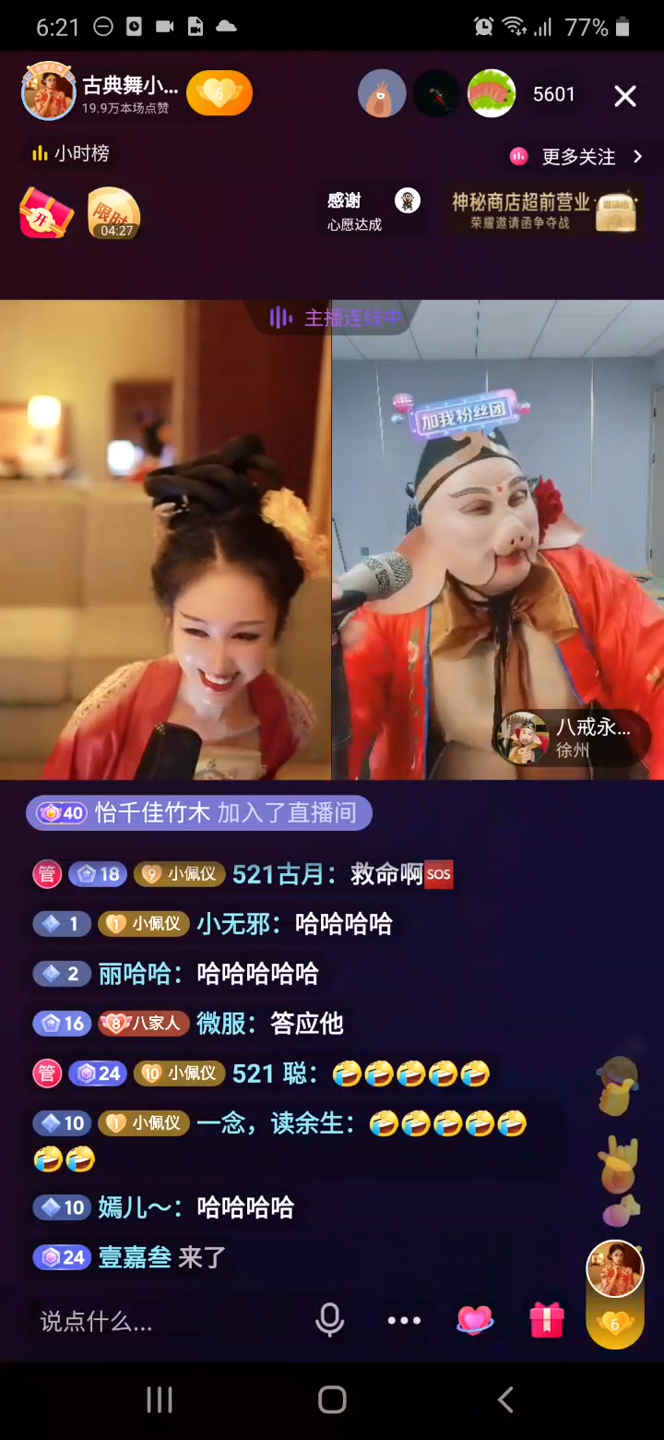 6:21
77%
古典舞小...
19.9万本场点赞
6
5601
小时榜
更多关注
开
限时
04:27
感谢
心愿达成
神秘商店超前营业
荣耀邀请函争夺战
邀请函
主播连线中
加我粉丝团
八戒永...
徐州
40 怡千佳竹木 加入了直播间
管 18 9 小佩仪 521古月：救命啊🆘
1 1 小佩仪 小无邪：哈哈哈哈
2 丽哈哈：哈哈哈哈哈
16 8 八家人 微服：答应他
管 24 10 小佩仪 521 聪：🤣🤣🤣🤣🤣
10 1 小佩仪 一念，读余生：🤣🤣🤣🤣🤣
🤣🤣
10 嫣儿～：哈哈哈哈
24 壹嘉叁 来了
说点什么...
6